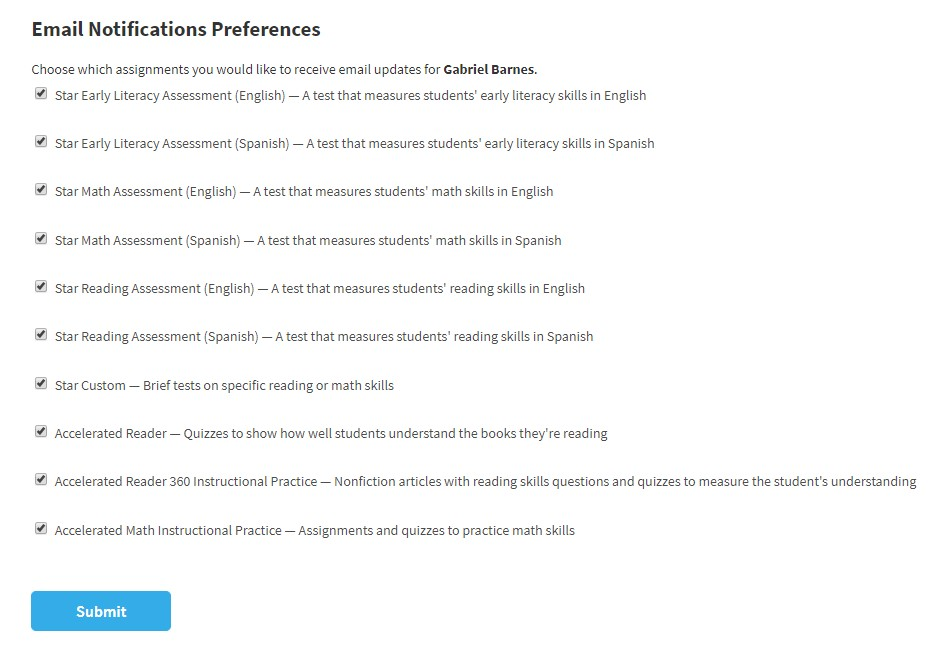 Email Notifications Preferences
Choose which assignments you would like to receive email updates for Gabriel Barnes.
Star Early Literacy Assessment (English) — A test that measures students' early literacy skills in English
Star Early Literacy Assessment (Spanish) — A test that measures students' early literacy skills in Spanish
Star Math Assessment (English) — A test that measures students' math skills in English
Star Math Assessment (Spanish) — A test that measures students' math skills in Spanish
Star Reading Assessment (English) — A test that measures students' reading skills in English
Star Reading Assessment (Spanish) — A test that measures students' reading skills in Spanish
Star Custom — Brief tests on specific reading or math skills
Accelerated Reader — Quizzes to show how well students understand the books they're reading
Accelerated Reader 360 Instructional Practice — Nonfiction articles with reading skills questions and quizzes to measure the student's understanding
Accelerated Math Instructional Practice — Assignments and quizzes to practice math skills
Submit